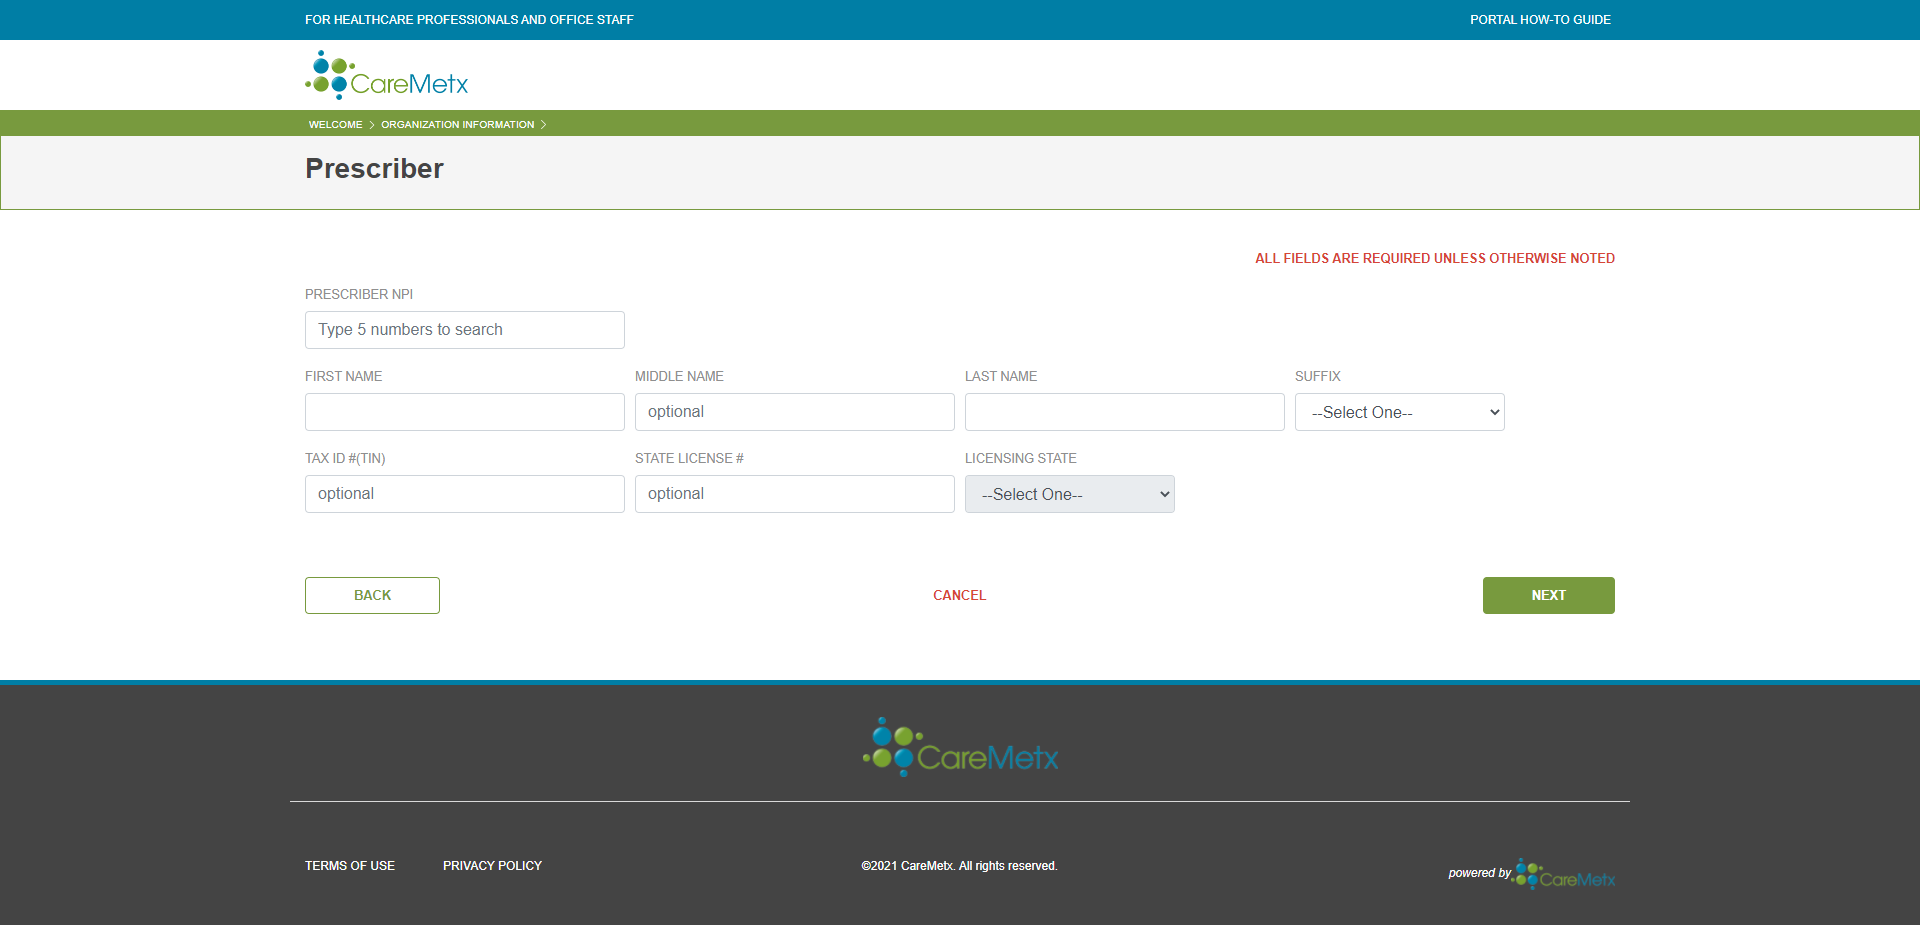 FOR HEALTHCARE PROFESSIONALS AND OFFICE STAFF
PORTAL HOW-TO GUIDE
CareMetx
WELCOME > ORGANIZATION INFORMATION >
Prescriber
ALL FIELDS ARE REQUIRED UNLESS OTHERWISE NOTED
PRESCRIBER NPI
Type 5 numbers to search
FIRST NAME
MIDDLE NAME
LAST NAME
SUFFIX
optional
--Select One--
TAX ID #(TIN)
STATE LICENSE #
LICENSING STATE
optional
optional
--Select One--
BACK
CANCEL
NEXT
CareMetx
TERMS OF USE
PRIVACY POLICY
©2021 CareMetx. All rights reserved.
powered by CareMetx